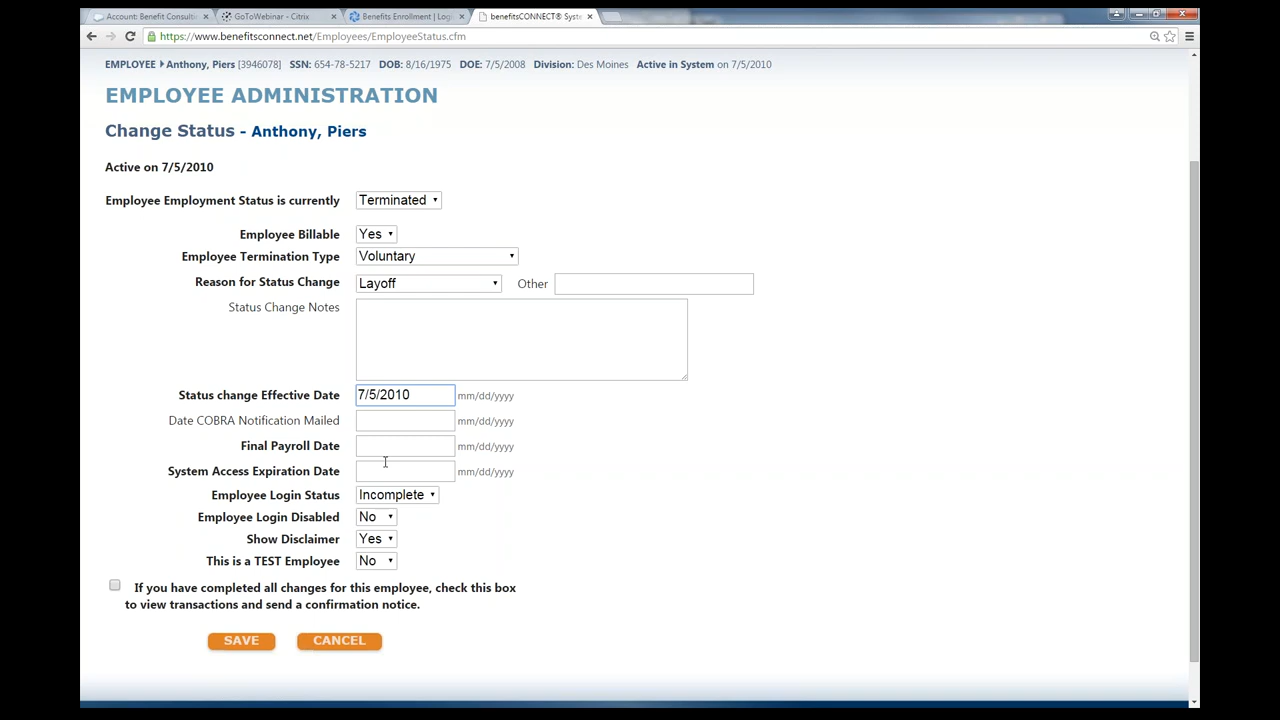 Account: Benefit Consulti × GoToWebinar - Citrix × Benefits Enrollment | Logi × benefitsCONNECT® Syste ×
https://www.benefitsconnect.net/Employees/EmployeeStatus.cfm
EMPLOYEE Anthony, Piers [3946078] SSN: 654-78-5217 DOB: 8/16/1975 DOE: 7/5/2008 Division: Des Moines Active in System on 7/5/2010
EMPLOYEE ADMINISTRATION
Change Status - Anthony, Piers
Active on 7/5/2010
Employee Employment Status is currently Terminated
Employee Billable Yes
Employee Termination Type Voluntary
Reason for Status Change Layoff Other
Status Change Notes
Status change Effective Date 7/5/2010 mm/dd/yyyy
Date COBRA Notification Mailed mm/dd/yyyy
Final Payroll Date mm/dd/yyyy
System Access Expiration Date mm/dd/yyyy
Employee Login Status Incomplete
Employee Login Disabled No
Show Disclaimer Yes
This is a TEST Employee No
If you have completed all changes for this employee, check this box
to view transactions and send a confirmation notice.
SAVE CANCEL